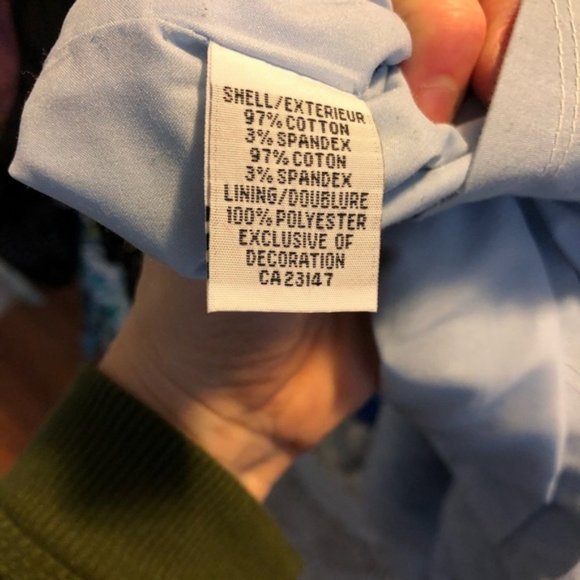 SHELL/EXTERIEUR
97% COTTON
3% SPANDEX
97% COTON
3% SPANDEX
LINING/DOUBLURE
100% POLYESTER
EXCLUSIVE OF
DECORATION
CA23147